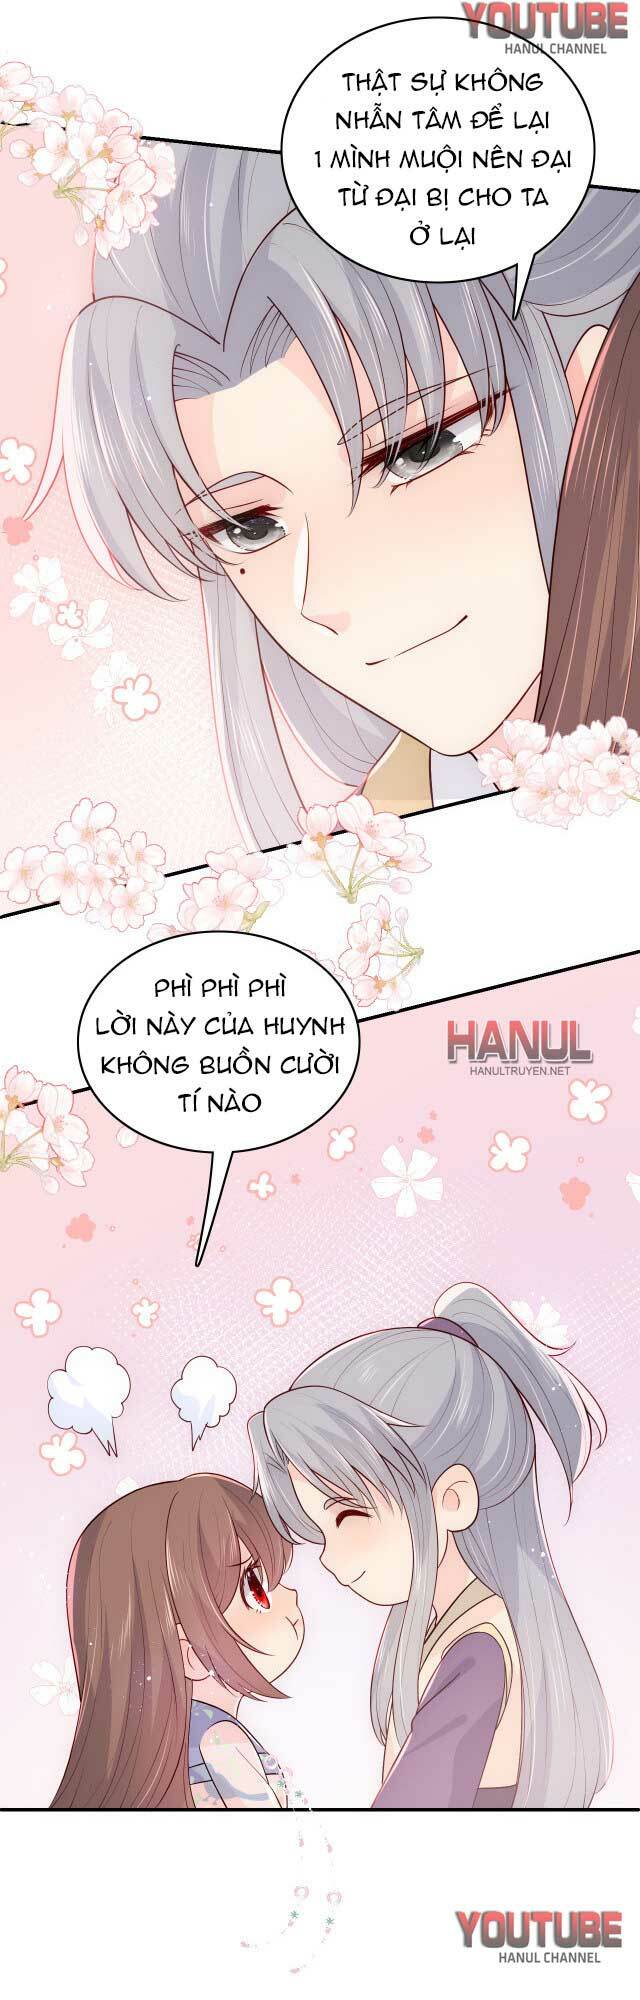 YOUTUBE
HANUL CHANNEL
THẬT SỰ KHÔNG
NHẪN TÂM ĐỂ LẠI
1 MÌNH MUỘI NÊN ĐẠI
TỪ ĐẠI BỊ CHO TA
Ở LẠI
PHÌ PHÌ PHÌ
LỜI NÀY CỦA HUYNH
KHÔNG BUỒN CƯỜI
TÍ NÀO
HANUL
HANULTRUYEN.NET
YOUTUBE
HANUL CHANNEL